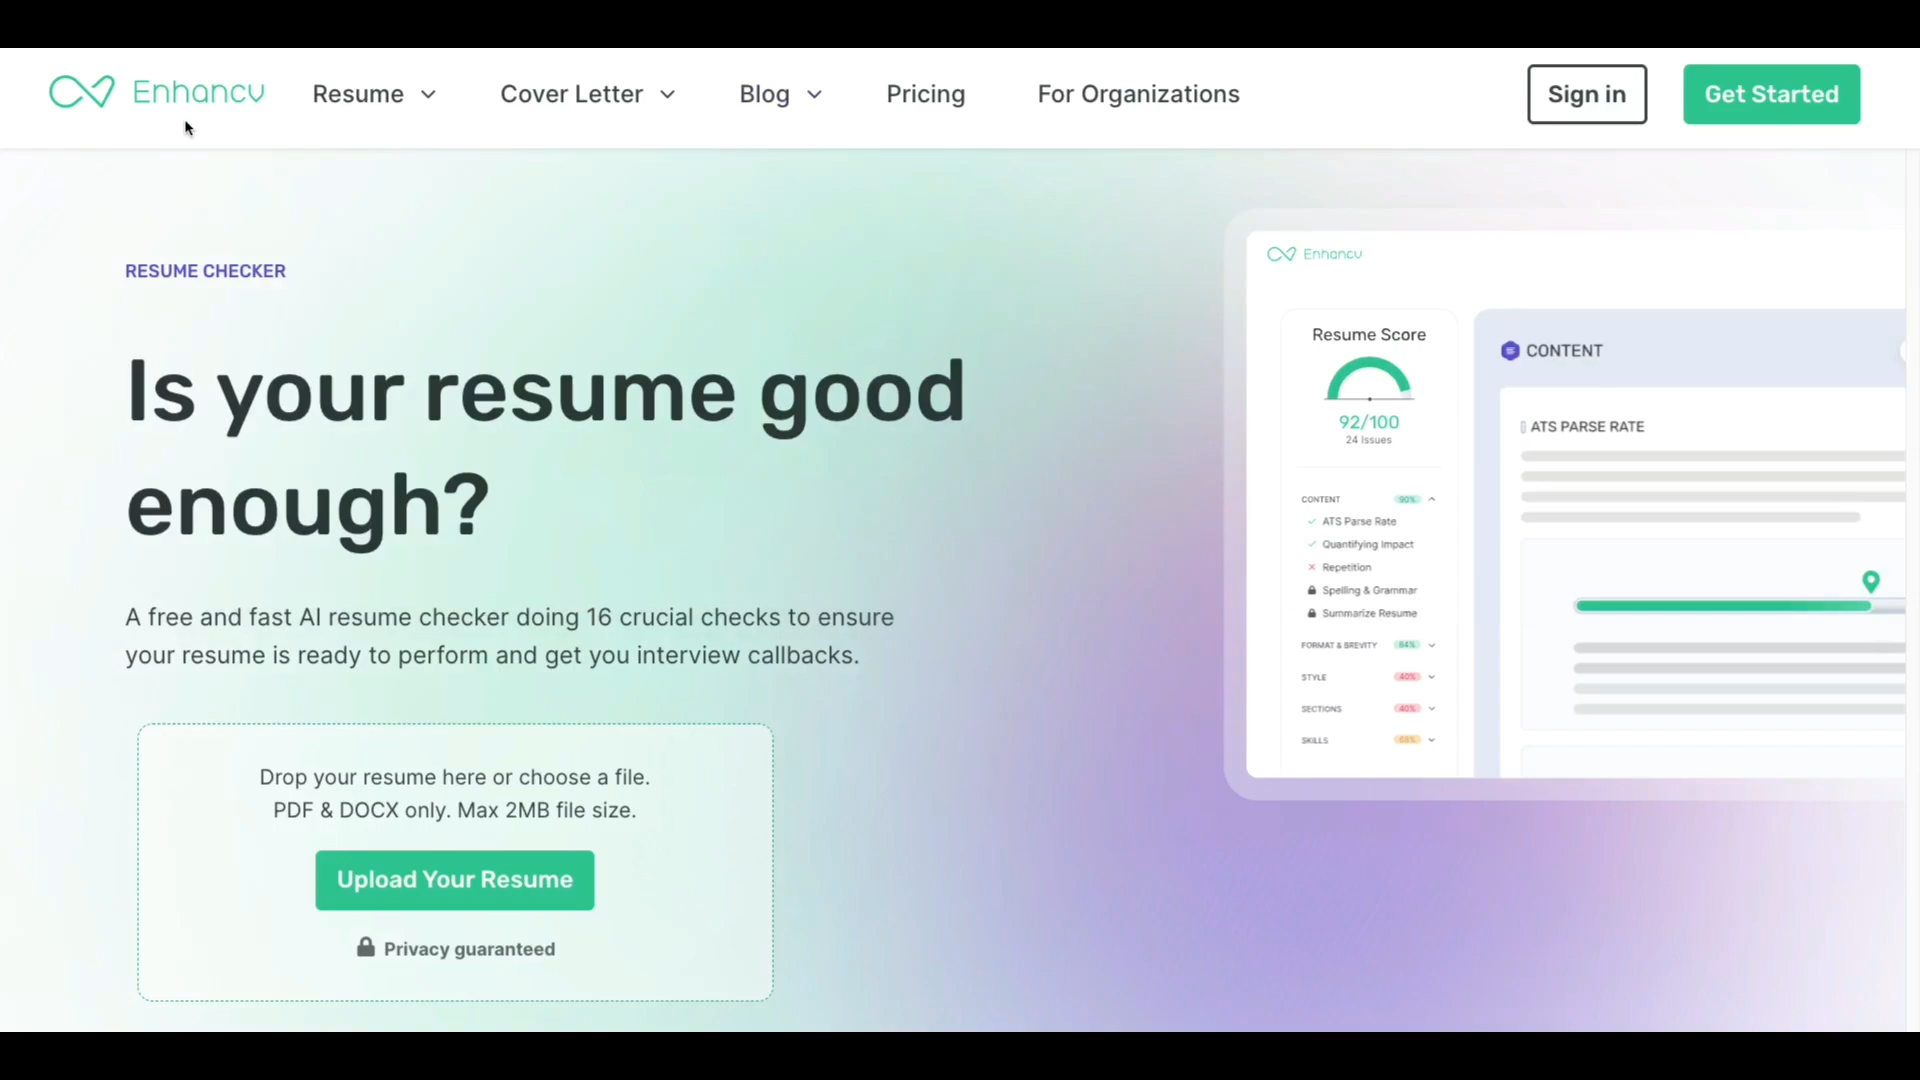 Enhancv
Resume
Cover Letter
Blog
Pricing
For Organizations
Sign in
Get Started
RESUME CHECKER
Is your resume good
enough?
A free and fast AI resume checker doing 16 crucial checks to ensure
your resume is ready to perform and get you interview callbacks.
Drop your resume here or choose a file.
PDF & DOCX only. Max 2MB file size.
Upload Your Resume
Privacy guaranteed
Enhancv
Resume Score
92/100
24 Issues
CONTENT 90%
ATS Parse Rate
Quantifying Impact
Repetition
Spelling & Grammar
Summarize Resume
FORMAT & BREVITY 84%
STYLE 40%
SECTIONS 40%
SKILLS
CONTENT
ATS PARSE RATE